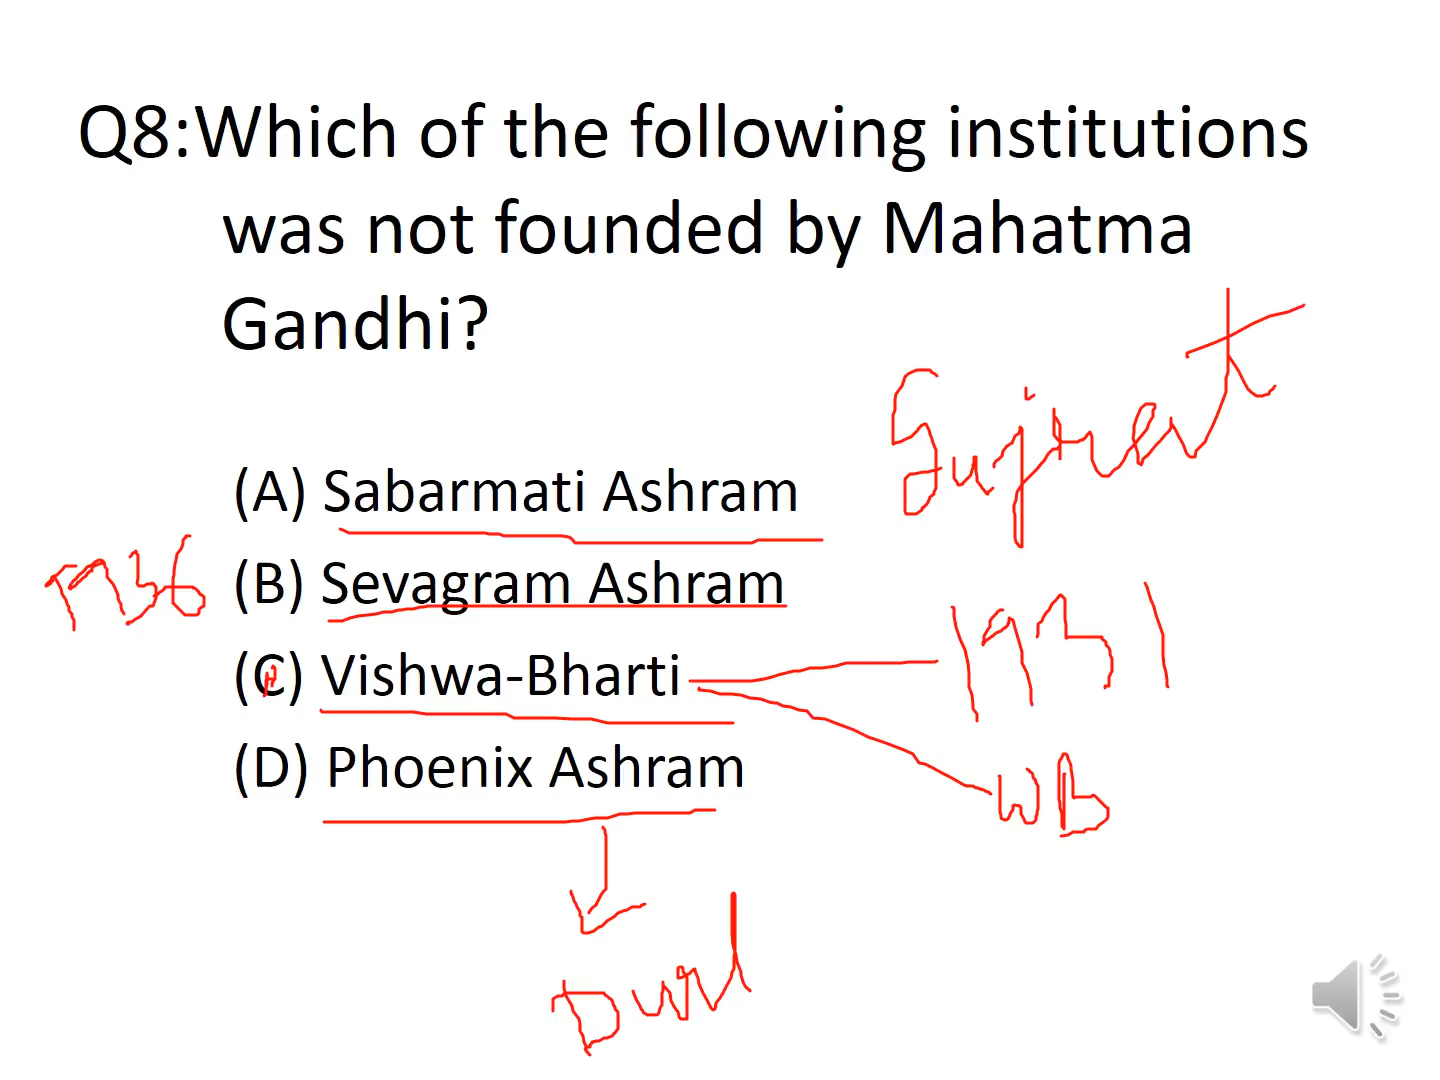 Q8:Which of the following institutions
was not founded by Mahatma
Gandhi?
Gujrat
(A) Sabarmati Ashram
1936
(B) Sevagram Ashram
(C) Vishwa-Bharti
1931
(D) Phoenix Ashram
WB